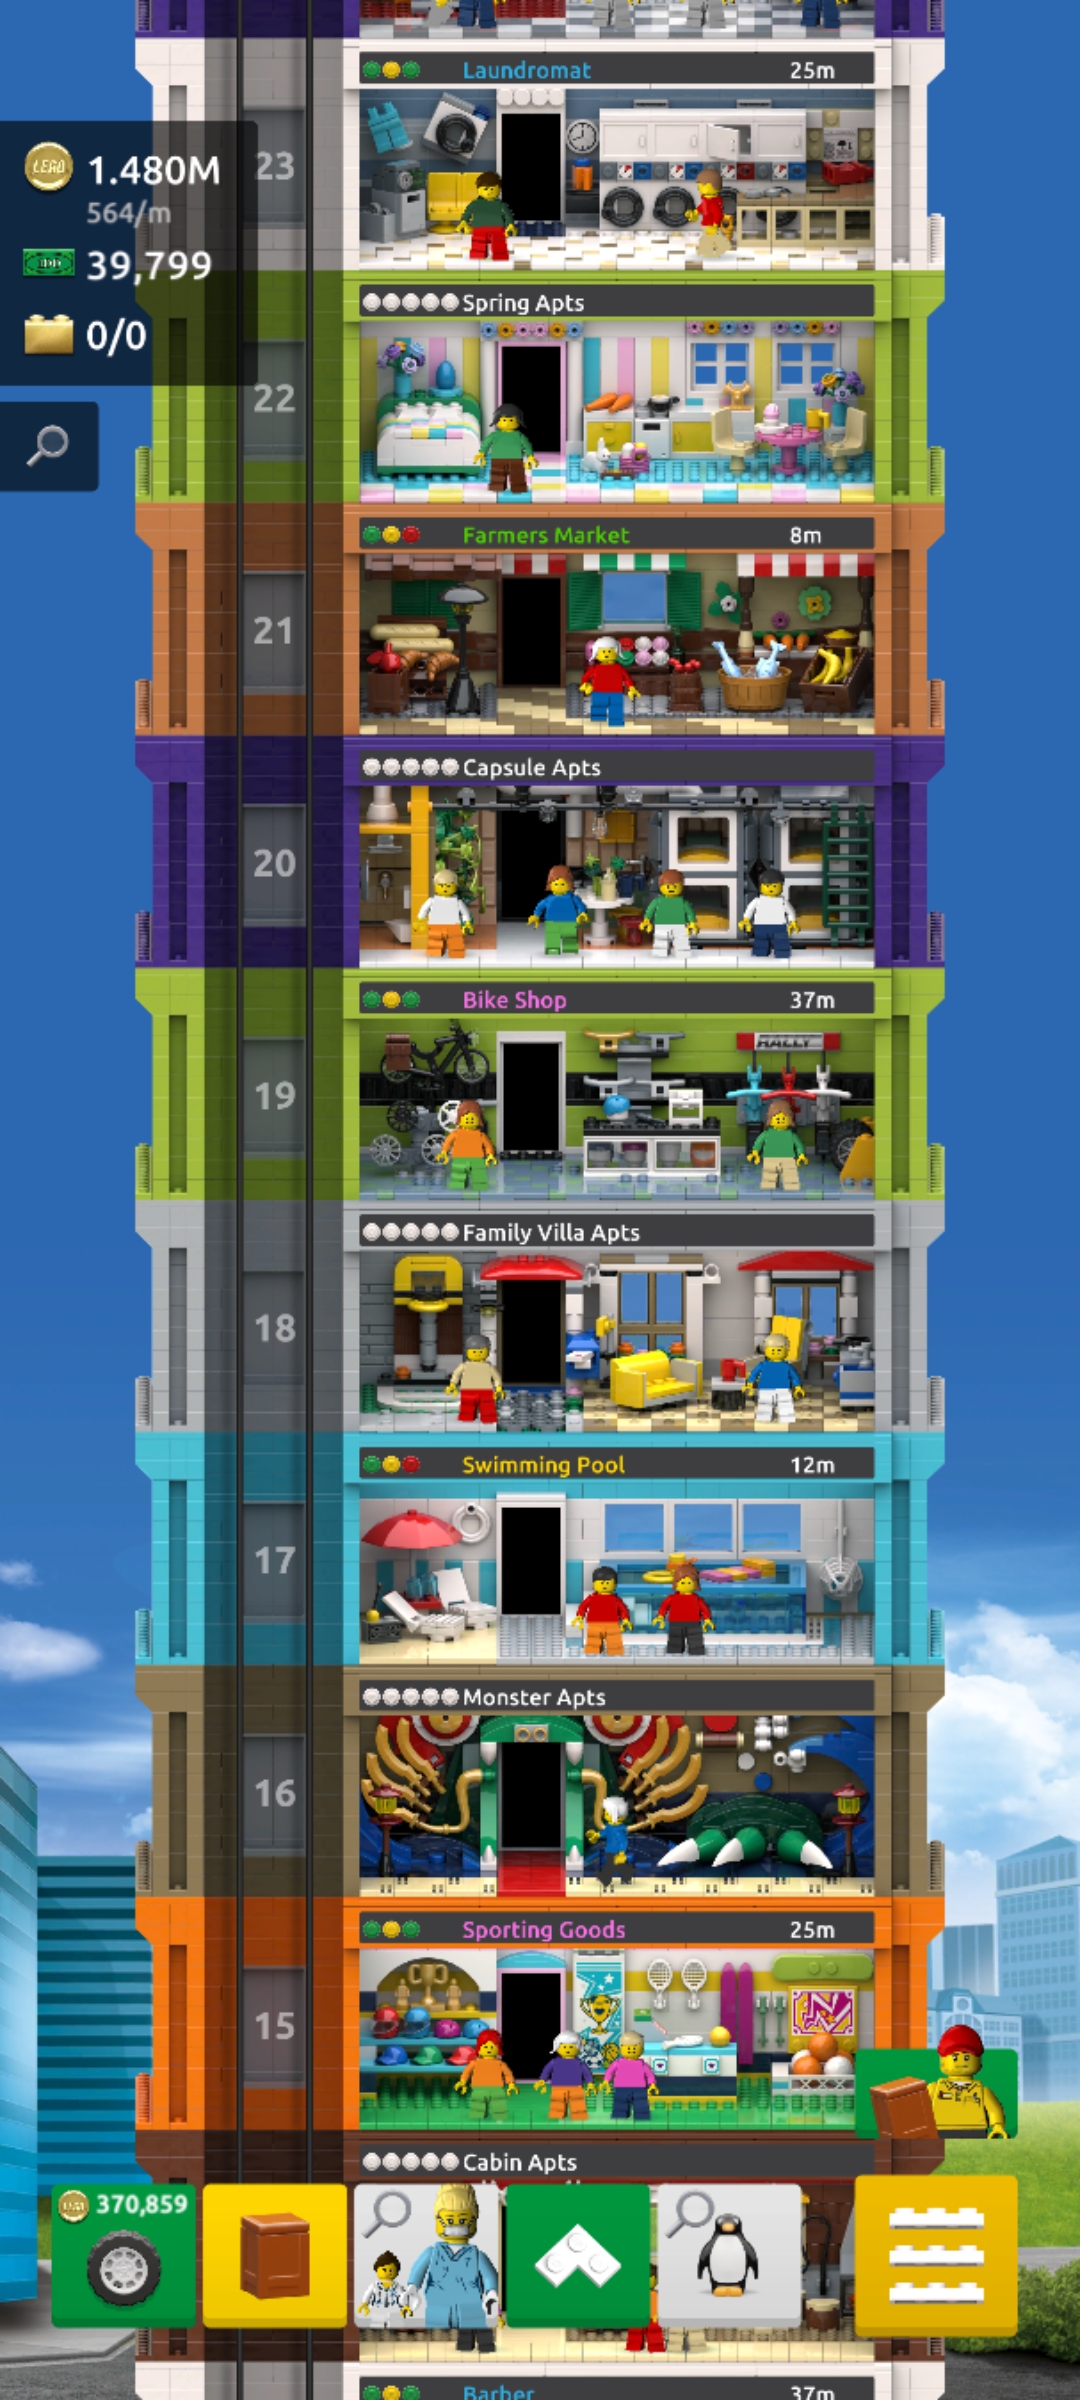 Laundromat 25m
LEGO 1.480M
23
564/m
39,799
Spring Apts
0/0
22
Farmers Market 8m
21
Capsule Apts
20
Bike Shop 37m
RALLY
19
Family Villa Apts
18
Swimming Pool 12m
17
Monster Apts
16
Sporting Goods 25m
15
Cabin Apts
370,859
Barber 37m